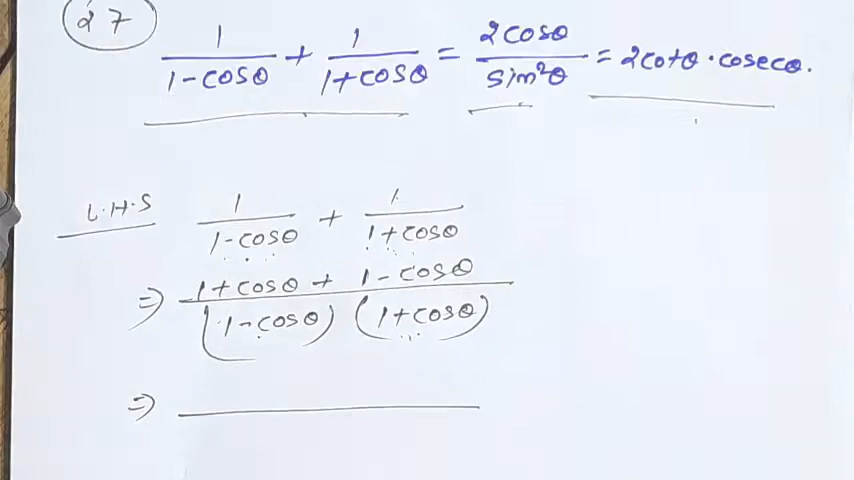 27
1/(1-cosθ) + 1/(1+cosθ) = 2cosθ/sin²θ = 2cotθ·cosecθ.
L.H.S 1/(1-cosθ) + 1/(1+cosθ)
⇒ (1+cosθ + 1-cosθ)/((1-cosθ) (1+cosθ))
⇒